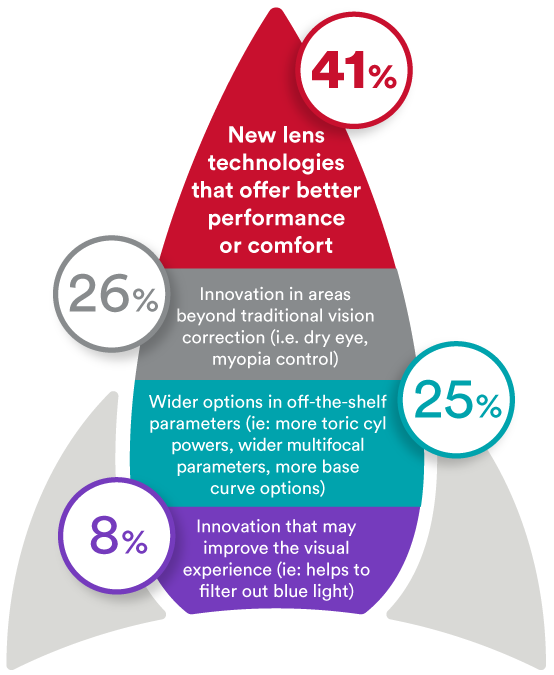 41%
New lens
technologies
that offer better
performance
or comfort
26%
Innovation in areas
beyond traditional vision
correction (i.e. dry eye,
myopia control)
Wider options in off-the-shelf
parameters (ie: more toric cyl
powers, wider multifocal
parameters, more base
curve options)
25%
8%
Innovation that may
improve the visual
experience (ie: helps to
filter out blue light)